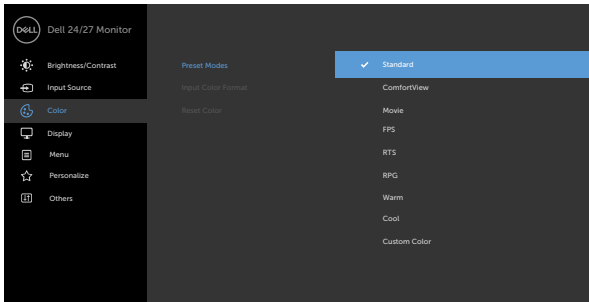 DELL
Dell 24/27 Monitor
Brightness/Contrast
Input Source
Color
Display
Menu
Personalize
Others
Preset Modes
Input Color Format
Reset Color
Standard
ComfortView
Movie
FPS
RTS
RPG
Warm
Cool
Custom Color